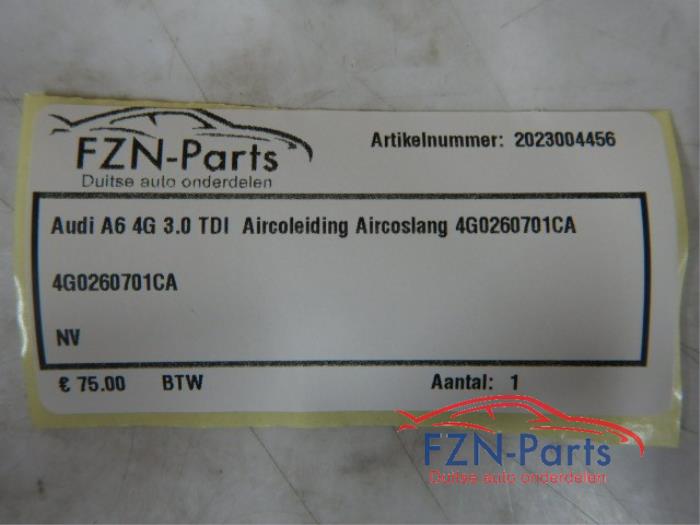 FZN-Parts
Duitse auto onderdelen
Artikelnummer: 2023004456
Audi A6 4G 3.0 TDI Aircoleiding Aircoslang 4G0260701CA
4G0260701CA
NV
€ 75.00 BTW Aantal: 1
FZN-Parts
Duitse auto onderdelen